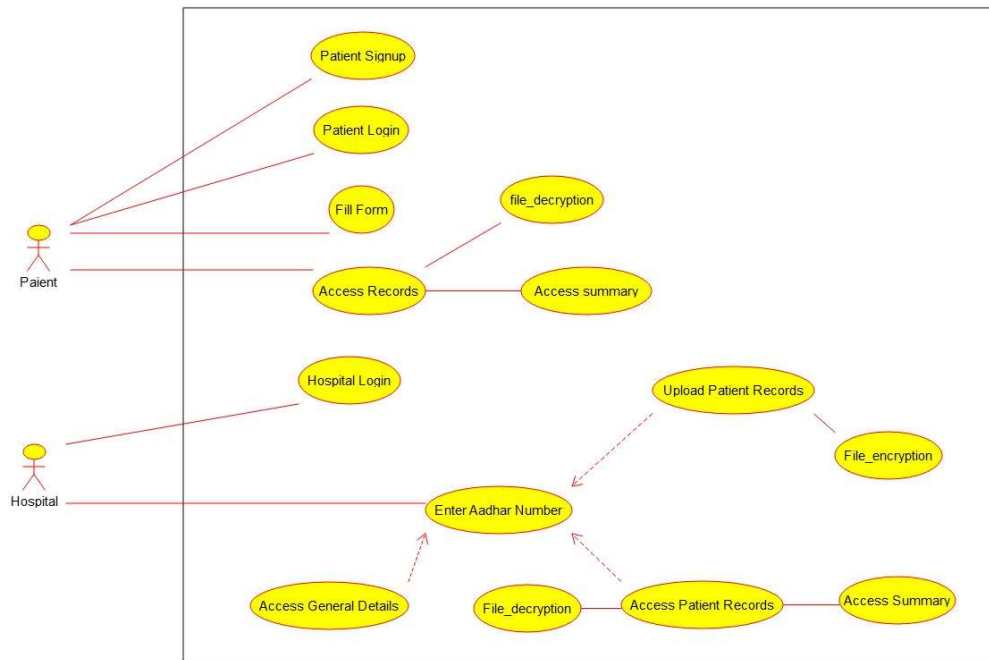 Patient Signup
Patient Login
file_decryption
Fill Form
Paient
Access Records
Access summary
Hospital Login
Upload Patient Records
File_encryption
Hospital
Enter Aadhar Number
Access General Details
File_decryption
Access Patient Records
Access Summary